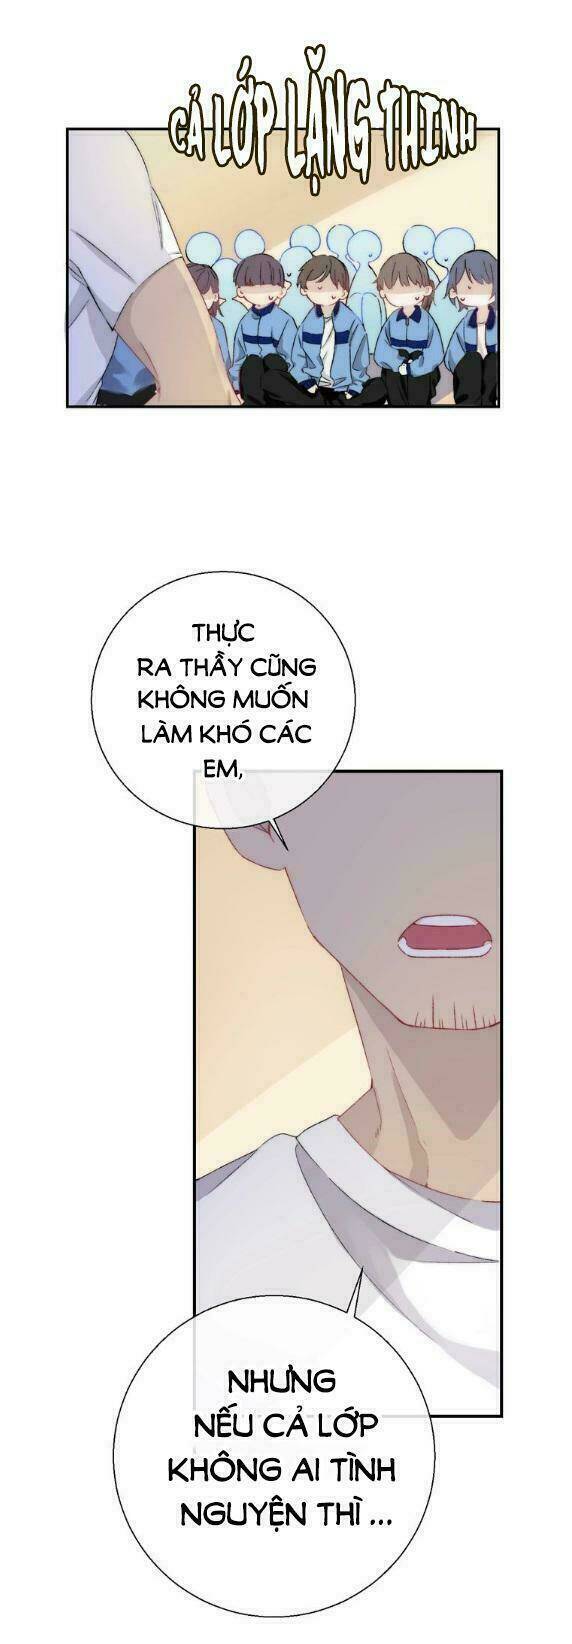 CẢ LỚP LẶNG THINH
THỰC
RA THẦY CŨNG
KHÔNG MUỐN
LÀM KHÓ CÁC
EM,
NHƯNG
NẾU CẢ LỚP
KHÔNG AI TÌNH
NGUYỆN THÌ ...